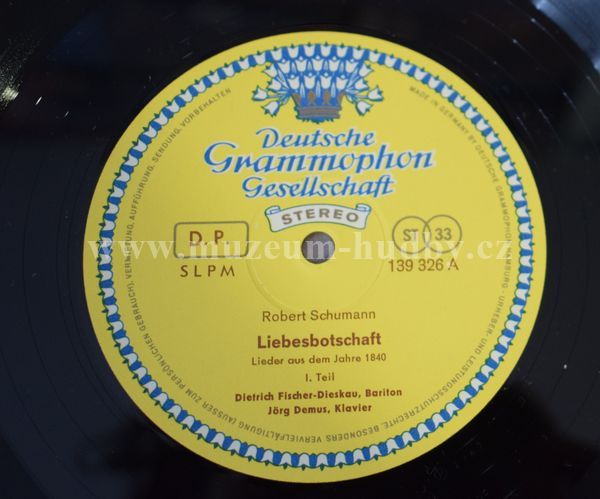 Deutsche
Grammophon
Gesellschaft
STEREO
D.P.
SLPM
ST 33
139 326 A
www.muzeum-hudby.cz
Robert Schumann
Liebesbotschaft
Lieder aus dem Jahre 1840
I. Teil
Dietrich Fischer-Dieskau, Bariton
Jörg Demus, Klavier
MADE IN GERMANY BY DEUTSCHE GRAMMOPHON HAMBURG · URHEBER- UND LEISTUNGSSCHUTZRECHTE, BESONDERS VERVIELFÄLTIGUNG (AUSSER ZUM PERSÖNLICHEN GEBRAUCH), VERMIETUNG, AUFFÜHRUNG, SENDUNG, VORBEHALTEN